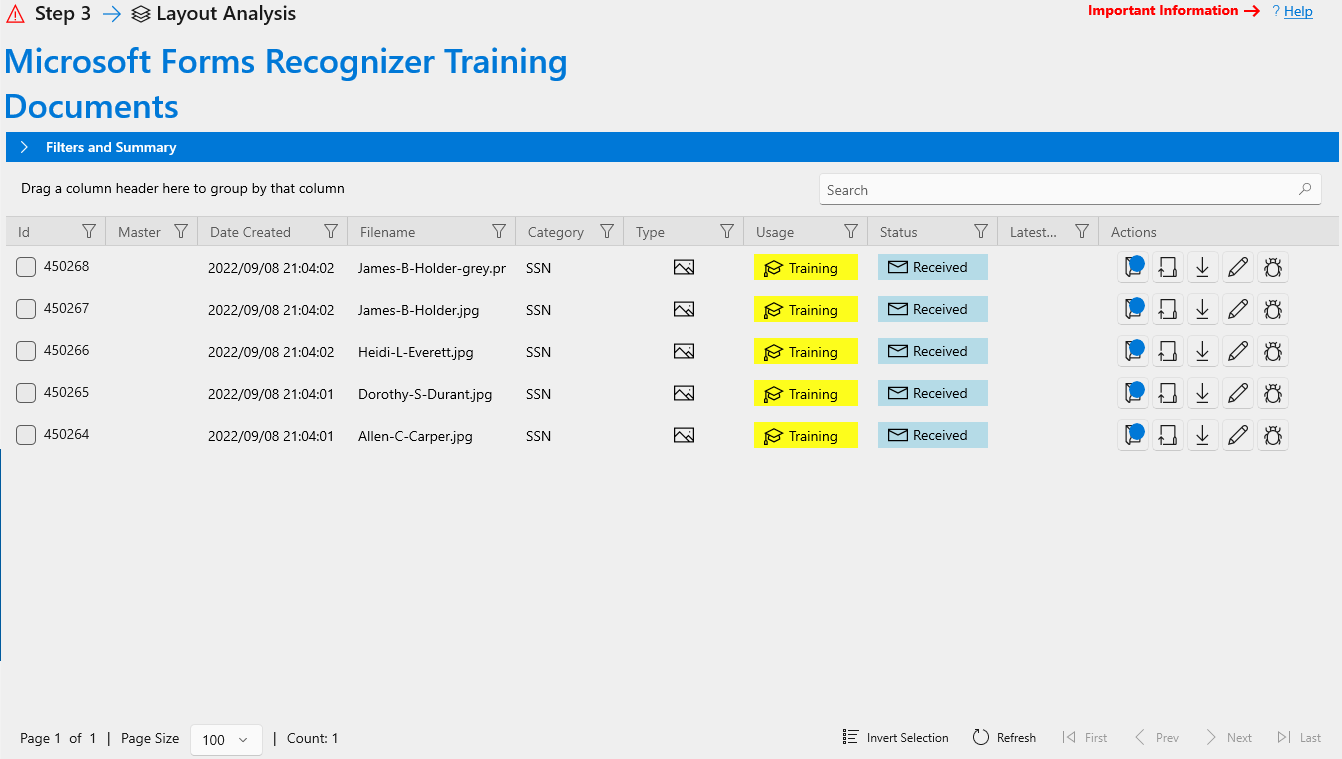 Step 3 Layout Analysis
Important Information ? Help
Microsoft Forms Recognizer Training
Documents
Filters and Summary
Drag a column header here to group by that column
Search
Id Master Date Created Filename Category Type Usage Status Latest... Actions
450268 2022/09/08 21:04:02 James-B-Holder-grey.pr SSN Training Received
450267 2022/09/08 21:04:02 James-B-Holder.jpg SSN Training Received
450266 2022/09/08 21:04:02 Heidi-L-Everett.jpg SSN Training Received
450265 2022/09/08 21:04:01 Dorothy-S-Durant.jpg SSN Training Received
450264 2022/09/08 21:04:01 Allen-C-Carper.jpg SSN Training Received
Page 1 of 1 | Page Size 100 | Count: 1 Invert Selection Refresh First Prev Next Last